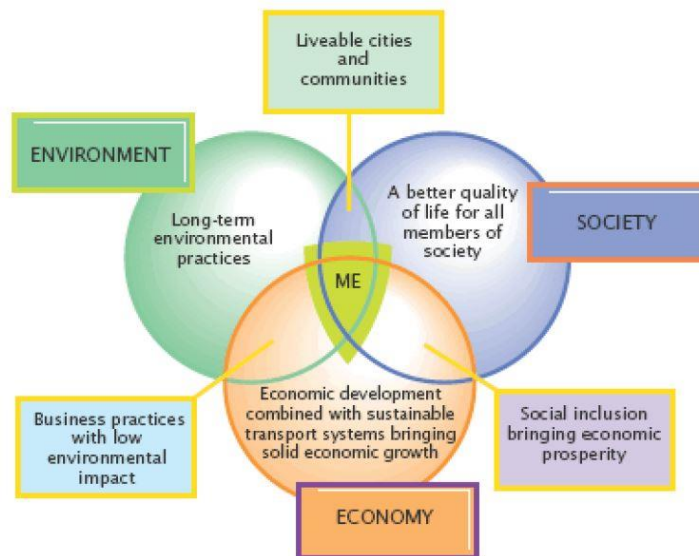 Liveable cities
and
communities
ENVIRONMENT
Long-term
environmental
practices
A better quality
of life for all
members of
society
SOCIETY
ME
Business practices
with low
environmental
impact
Economic development
combined with sustainable
transport systems bringing
solid economic growth
Social inclusion
bringing economic
prosperity
ECONOMY